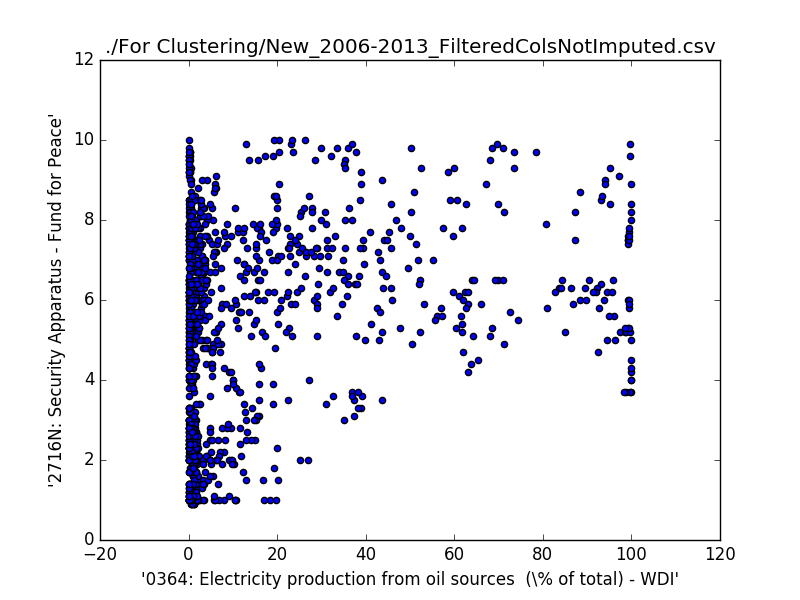 ./For Clustering/New_2006-2013_FilteredColsNotImputed.csv
12
10
8
6
4
2
0
'2716N: Security Apparatus - Fund for Peace'
−20 0 20 40 60 80 100 120
'0364: Electricity production from oil sources  (\% of total) - WDI'